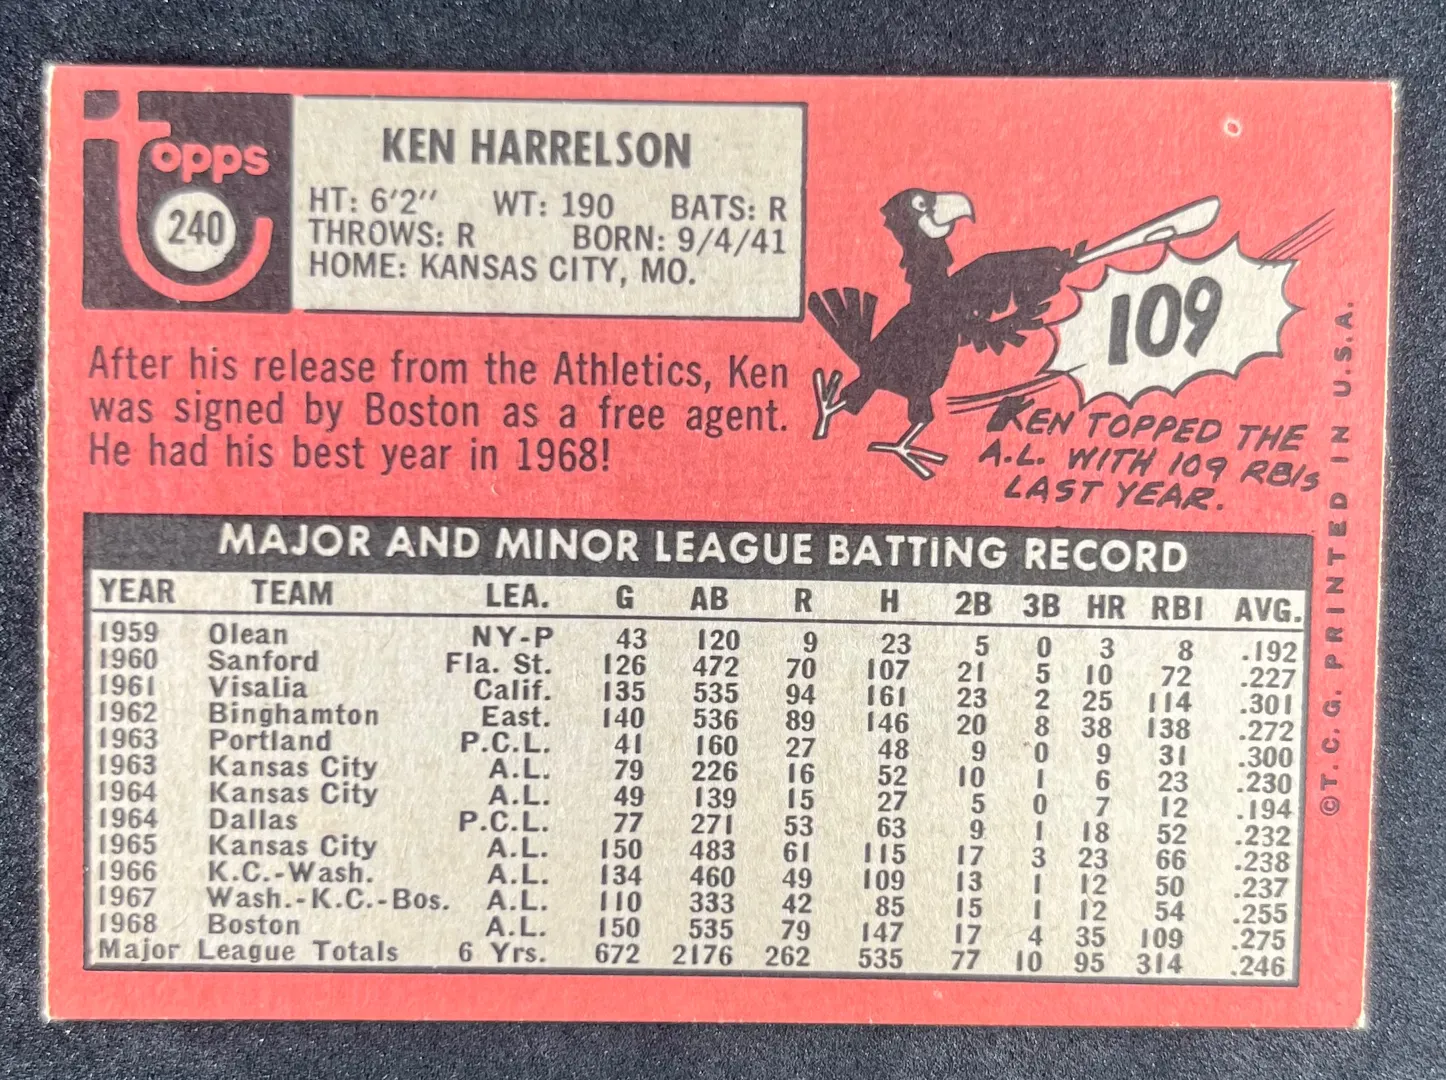 Topps
240
KEN HARRELSON
HT: 6'2" WT: 190 BATS: R
THROWS: R BORN: 9/4/41
HOME: KANSAS CITY, MO.
After his release from the Athletics, Ken
was signed by Boston as a free agent.
He had his best year in 1968!
109
KEN TOPPED THE
A.L. WITH 109 RBIs
LAST YEAR.
MAJOR AND MINOR LEAGUE BATTING RECORD
YEAR TEAM LEA. G AB R H 2B 3B HR RBI AVG.
1959 Olean NY-P 43 120 9 23 5 0 3 8 .192
1960 Sanford Fla. St. 126 472 70 107 21 5 10 72 .227
1961 Visalia Calif. 135 535 94 161 23 2 25 114 .301
1962 Binghamton East. 140 536 89 146 20 8 38 138 .272
1963 Portland P.C.L. 41 160 27 48 9 0 9 31 .300
1963 Kansas City A.L. 79 226 16 52 10 1 6 23 .230
1964 Kansas City A.L. 49 139 15 27 5 0 7 12 .194
1964 Dallas P.C.L. 77 271 53 63 9 1 18 52 .232
1965 Kansas City A.L. 150 483 61 115 17 3 23 66 .238
1966 K.C.-Wash. A.L. 134 460 49 109 13 1 12 50 .237
1967 Wash.-K.C.-Bos. A.L. 110 333 42 85 15 1 12 54 .255
1968 Boston A.L. 150 535 79 147 17 4 35 109 .275
Major League Totals 6 Yrs. 672 2176 262 535 77 10 95 314 .246
©T.C.G. PRINTED IN U.S.A.